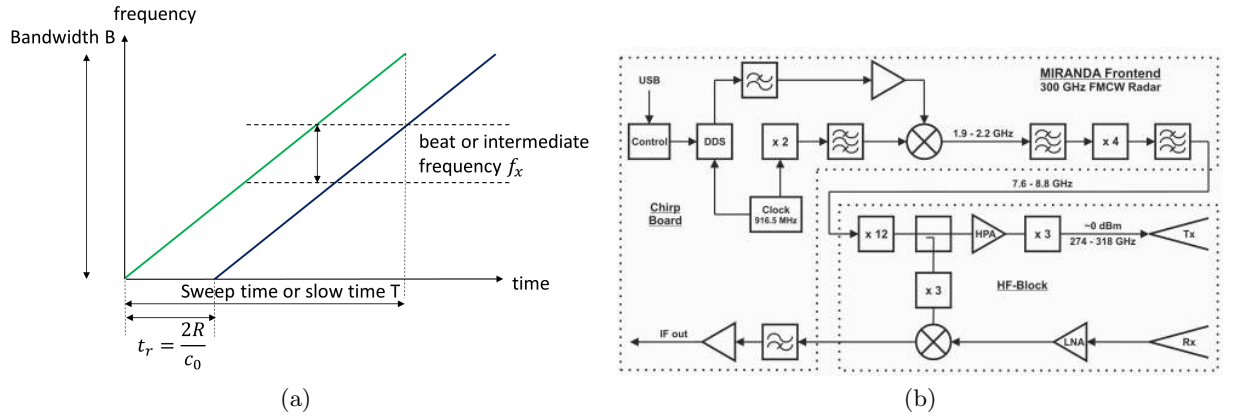 frequency
Bandwidth B
beat or intermediate
frequency f_x
time
Sweep time or slow time T
t_r = 2R / c_0
(a)
MIRANDA Frontend
300 GHz FMCW Radar
USB
Control
DDS
x 2
1.9 - 2.2 GHz
x 4
7.6 - 8.8 GHz
Chirp
Board
Clock
916.5 MHz
x 12
HPA
x 3
~0 dBm
274 - 318 GHz
Tx
x 3
HF-Block
IF out
LNA
Rx
(b)